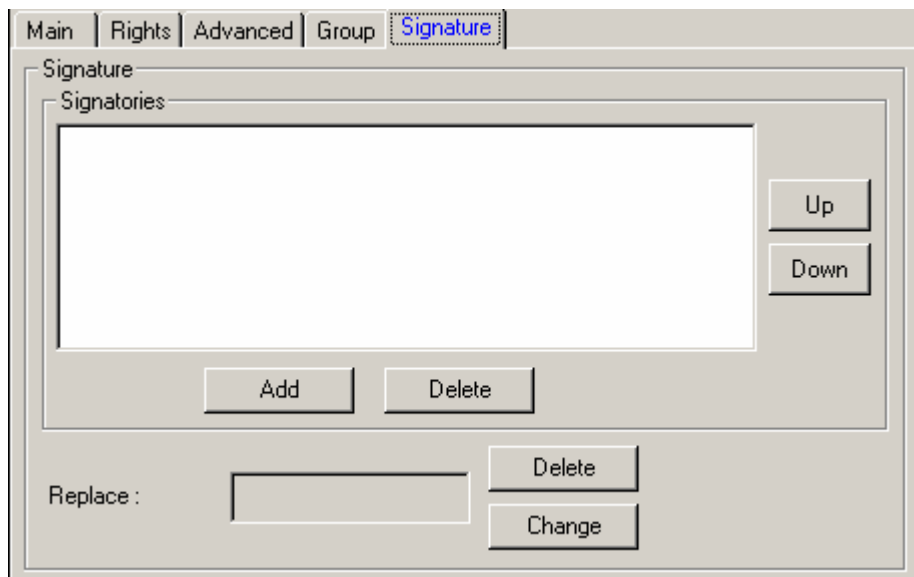 Main Rights Advanced Group Signature
Signature
Signatories
Up
Down
Add Delete
Delete
Replace :
Change